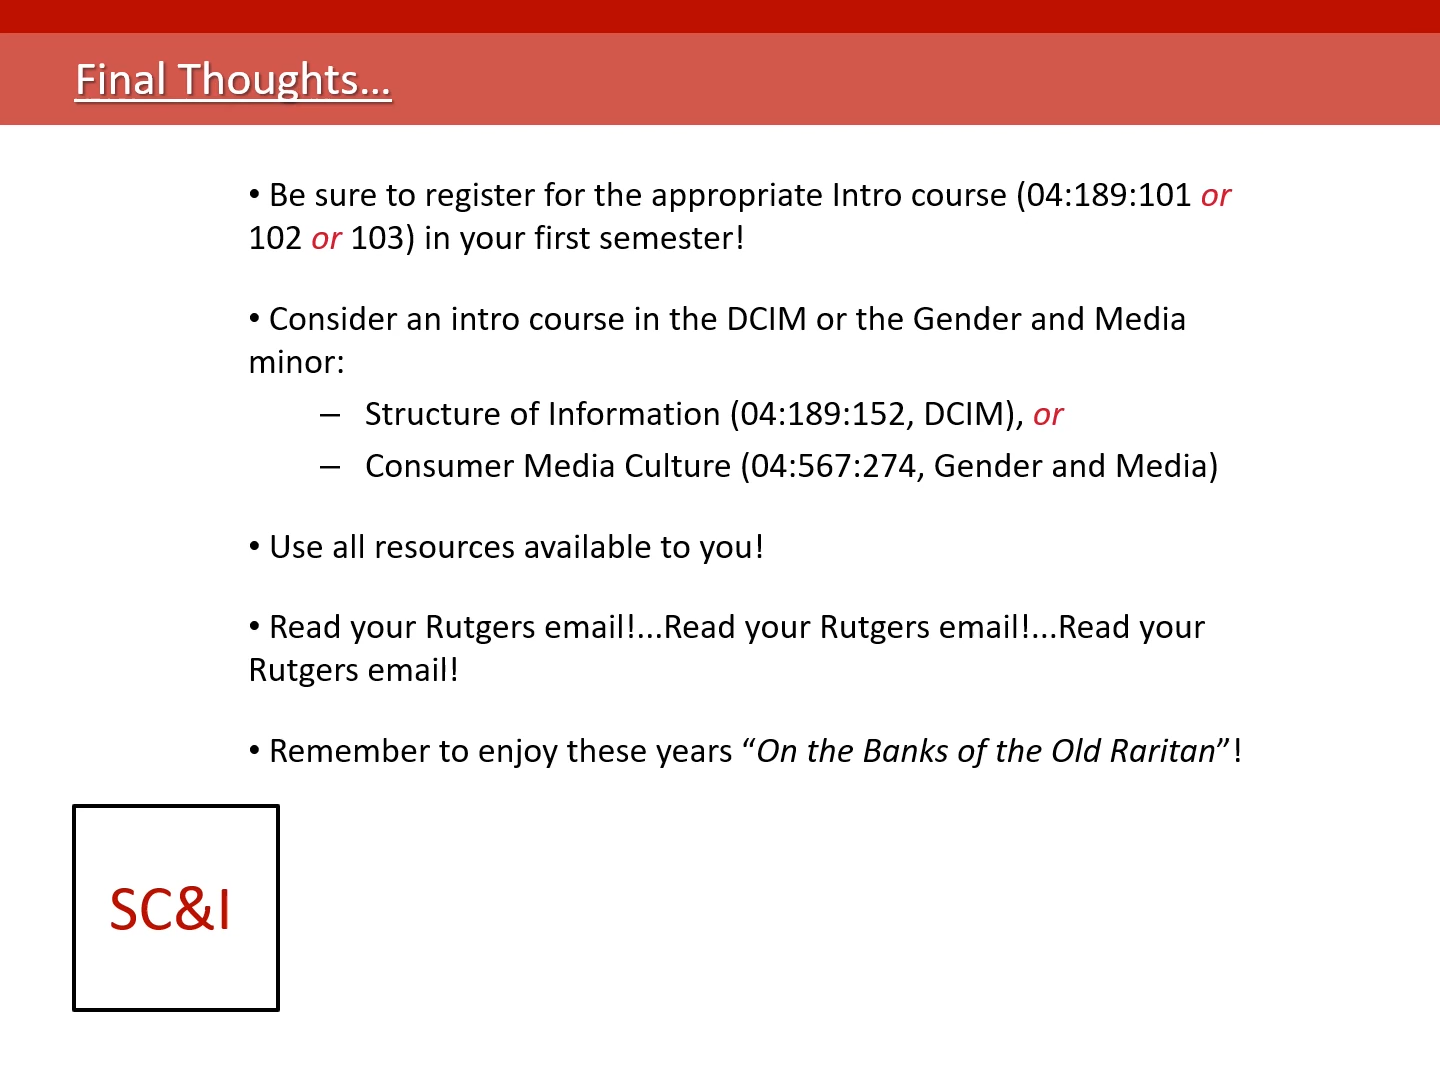 Final Thoughts...
• Be sure to register for the appropriate Intro course (04:189:101 or
102 or 103) in your first semester!
• Consider an intro course in the DCIM or the Gender and Media
minor:
– Structure of Information (04:189:152, DCIM), or
– Consumer Media Culture (04:567:274, Gender and Media)
• Use all resources available to you!
• Read your Rutgers email!...Read your Rutgers email!...Read your
Rutgers email!
• Remember to enjoy these years “On the Banks of the Old Raritan”!
SC&I